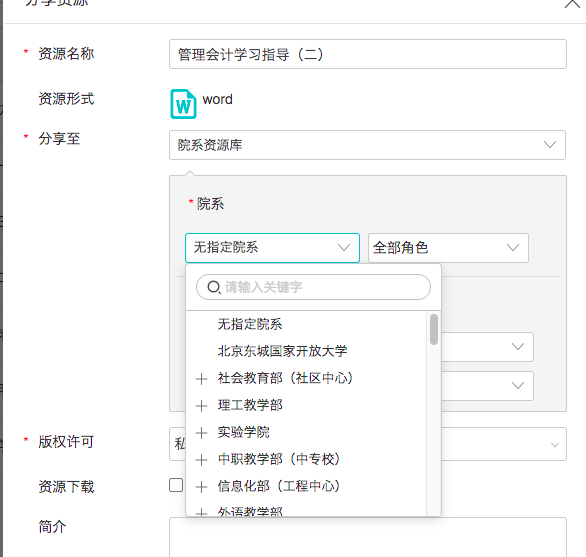 分享资源
* 资源名称 管理会计学习指导（二）
资源形式 word
* 分享至 院系资源库
* 院系
无指定院系 全部角色
请输入关键字
无指定院系
北京东城国家开放大学
社会教育部（社区中心）
理工教学部
实验学院
* 版权许可 私
中职教学部（中专校）
资源下载
信息化部（工程中心）
外语教学部
简介